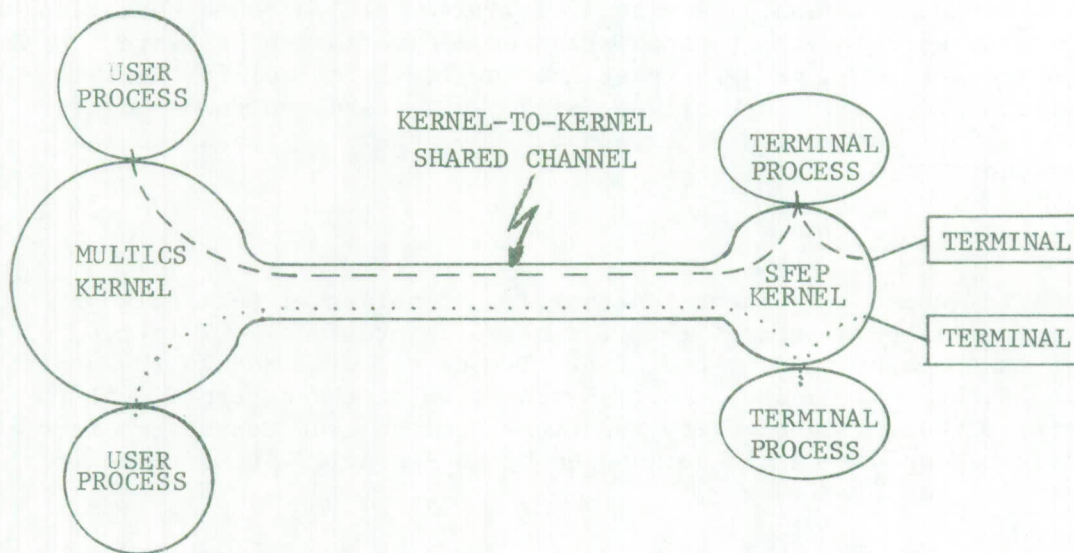 USER
PROCESS
KERNEL-TO-KERNEL
SHARED CHANNEL
TERMINAL
PROCESS
MULTICS
KERNEL
SFEP
KERNEL
TERMINAL
TERMINAL
USER
PROCESS
TERMINAL
PROCESS